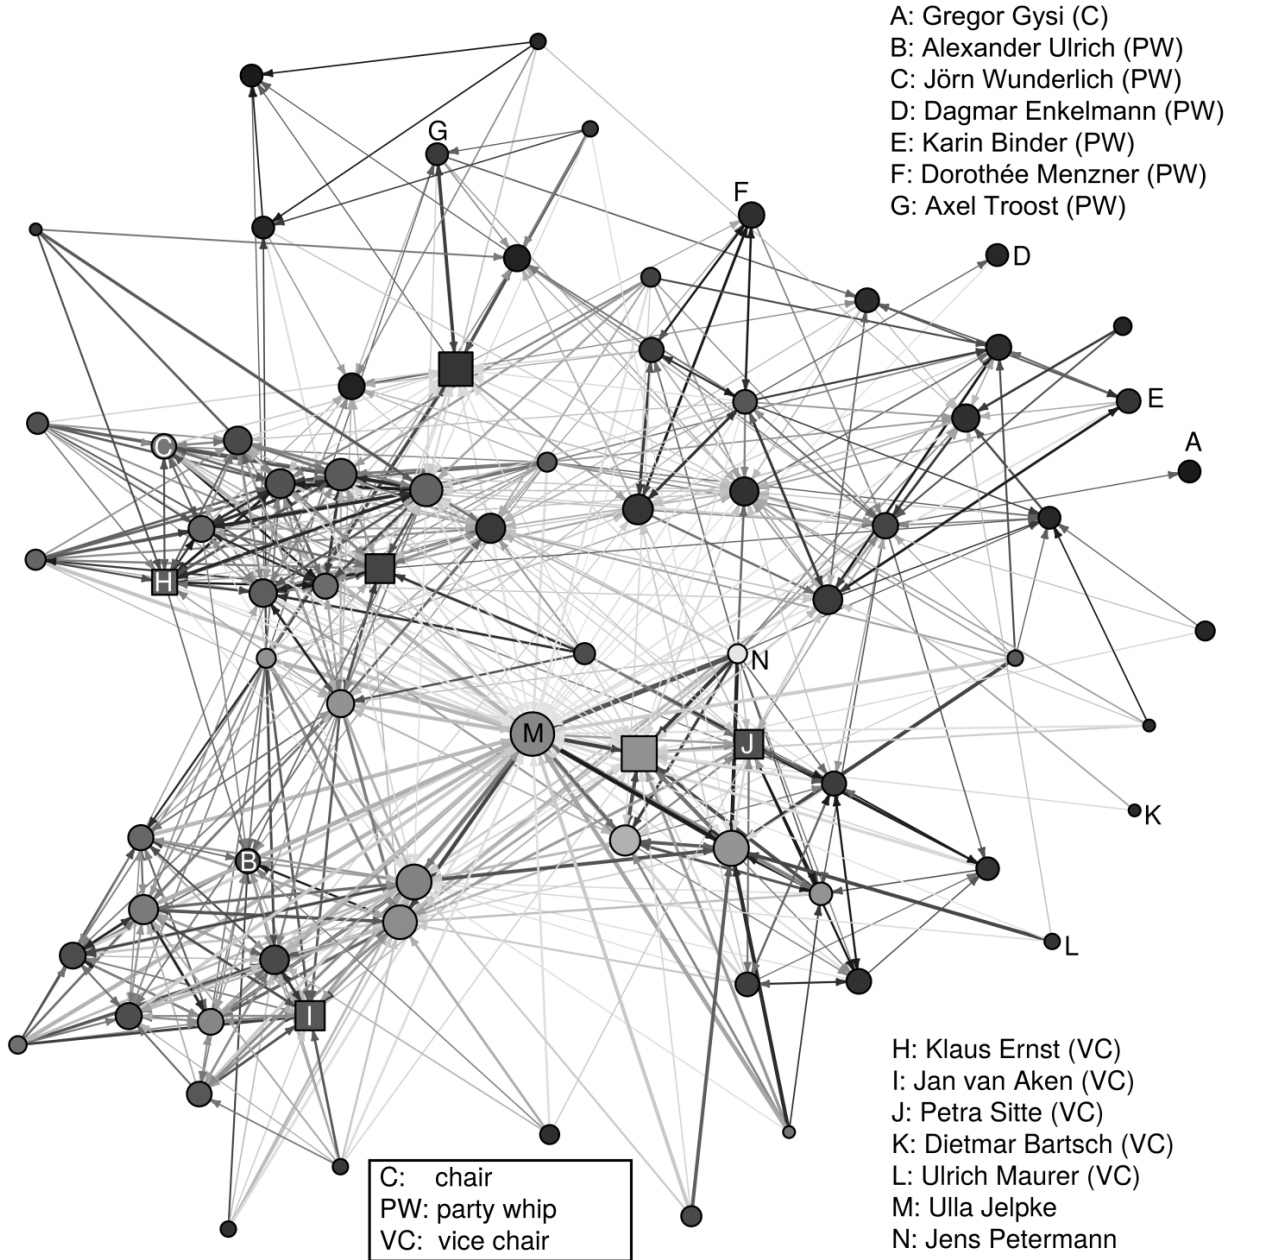 A: Gregor Gysi (C)
B: Alexander Ulrich (PW)
C: Jörn Wunderlich (PW)
D: Dagmar Enkelmann (PW)
E: Karin Binder (PW)
F: Dorothée Menzner (PW)
G: Axel Troost (PW)
G
F
D
E
A
C
H
N
M
J
K
B
L
I
H: Klaus Ernst (VC)
I: Jan van Aken (VC)
J: Petra Sitte (VC)
K: Dietmar Bartsch (VC)
L: Ulrich Maurer (VC)
M: Ulla Jelpke
N: Jens Petermann
C: chair
PW: party whip
VC: vice chair